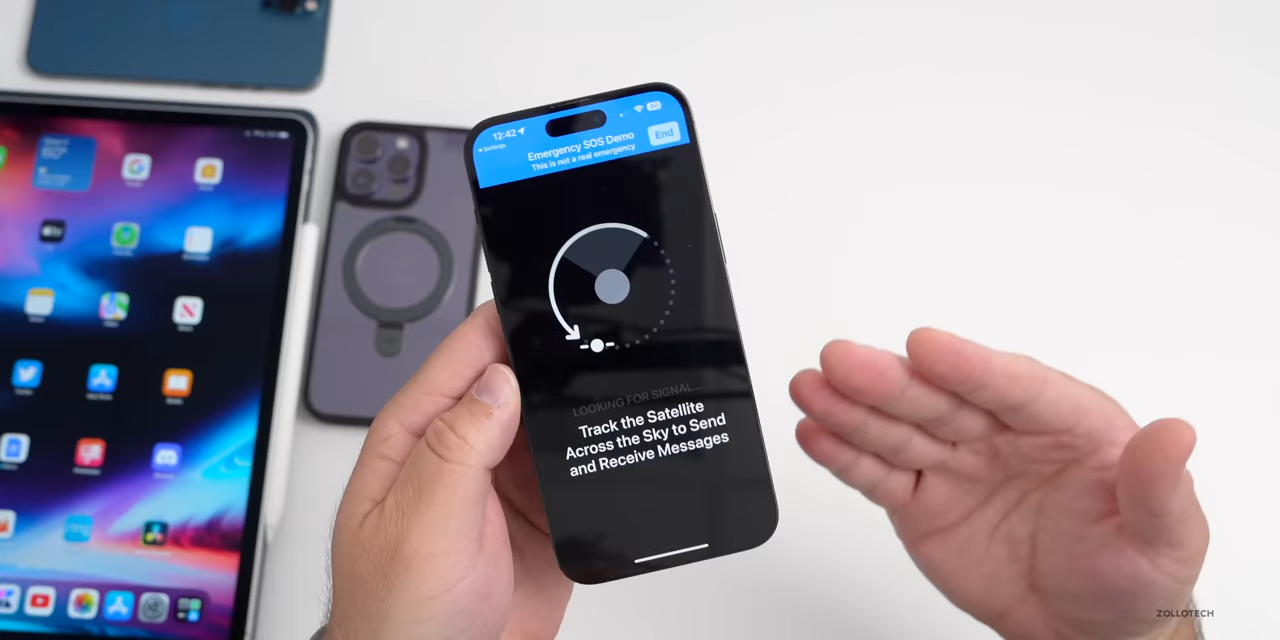 12:42
Settings
Emergency SOS Demo
This is not a real emergency
End
LOOKING FOR SIGNAL...
Track the Satellite
Across the Sky to Send
and Receive Messages
ZOLLOTECH